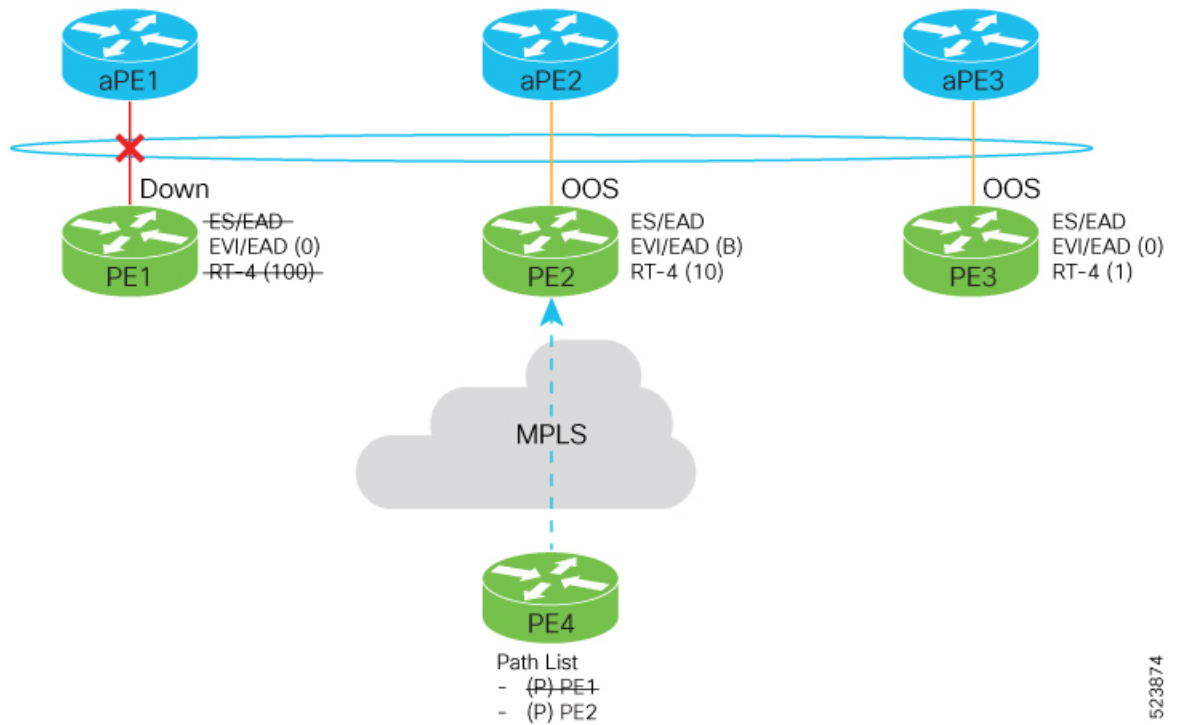 aPE1
aPE2
aPE3
Down
OOS
OOS
ES/EAD
EVI/EAD (0)
RT-4 (100)
PE1
ES/EAD
EVI/EAD (B)
RT-4 (10)
PE2
ES/EAD
EVI/EAD (0)
RT-4 (1)
PE3
MPLS
PE4
Path List
- (P) PE1
- (P) PE2
523874